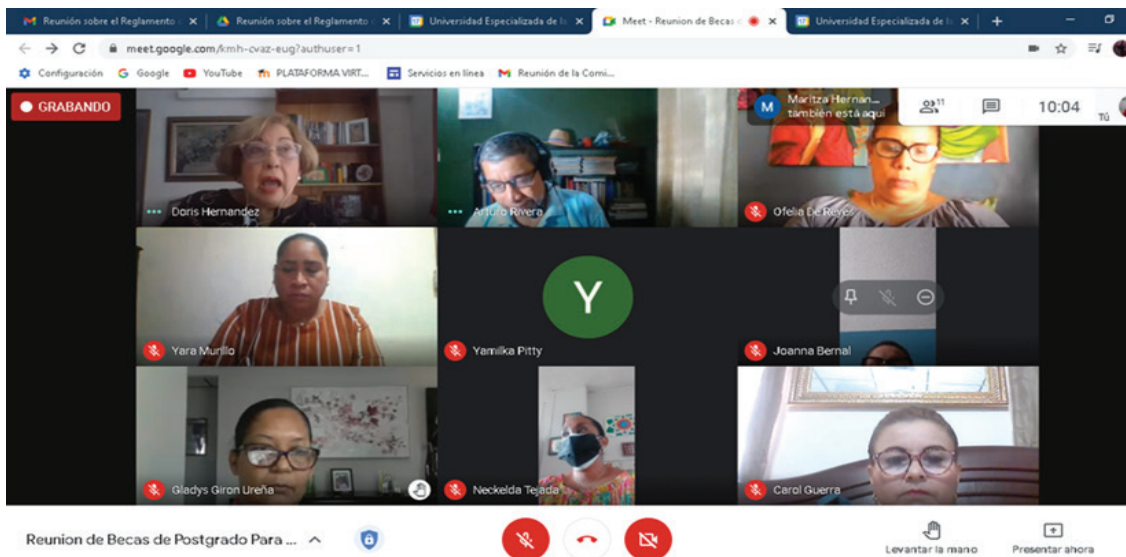 Reunión sobre el Reglamento
Reunión sobre el Reglamento
Universidad Especializada de
Meet - Reunion de Becas
Universidad Especializada de
meet.google.com/kmh-cvaz-eug?authuser=1
Configuración
Google
YouTube
PLATAFORMA VIRT...
Servicios en línea
Reunión de la Comi...
GRABANDO
M
Maritza Hernan...
también está aquí
11
10:04
Tú
Doris Hernandez
Arturo Rivera
Ofelia De Reyes
Yara Murillo
Y
Yamilka Pitty
Joanna Bernal
Gladys Giron Ureña
Neckelda Tejada
Carol Guerra
Reunion de Becas de Postgrado Para ...
Levantar la mano
Presentar ahora